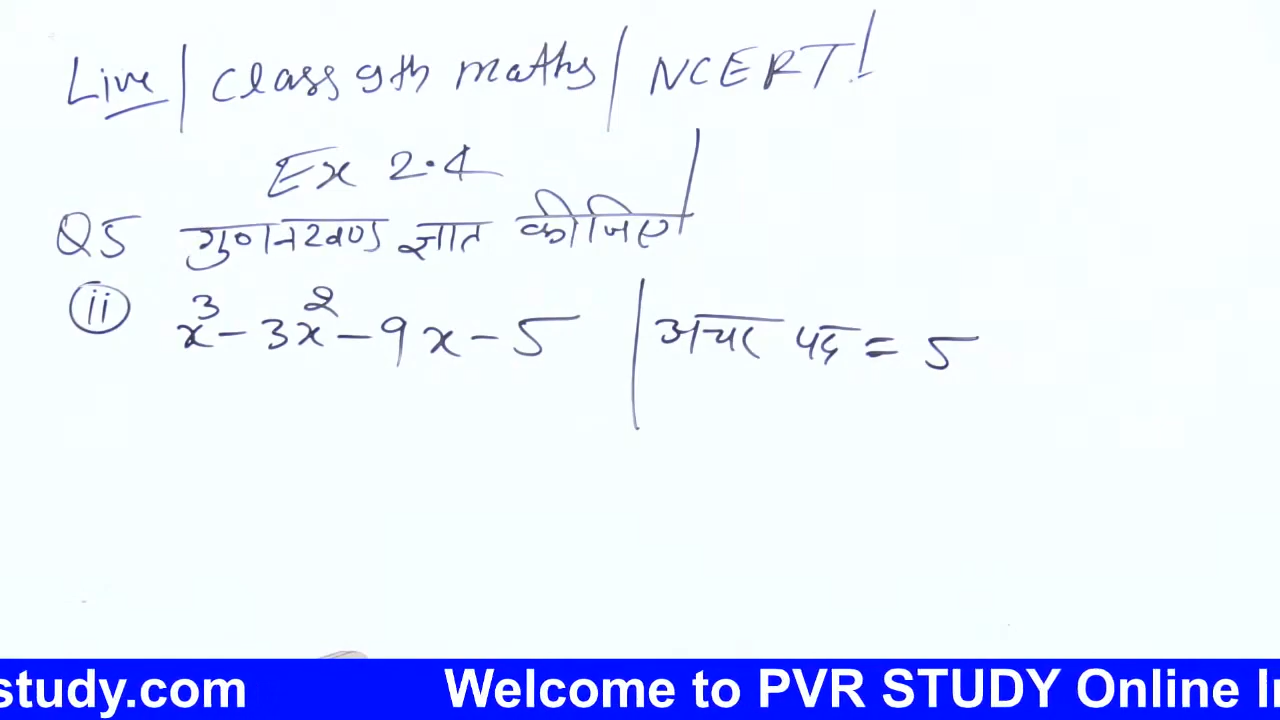 Live | Class 9th maths | NCERT!
Ex 2.4
Q5 गुणनखण्ड ज्ञात कीजिए
(ii) x³ - 3x² - 9x - 5 | अचर पद = 5
study.com Welcome to PVR STUDY Online In